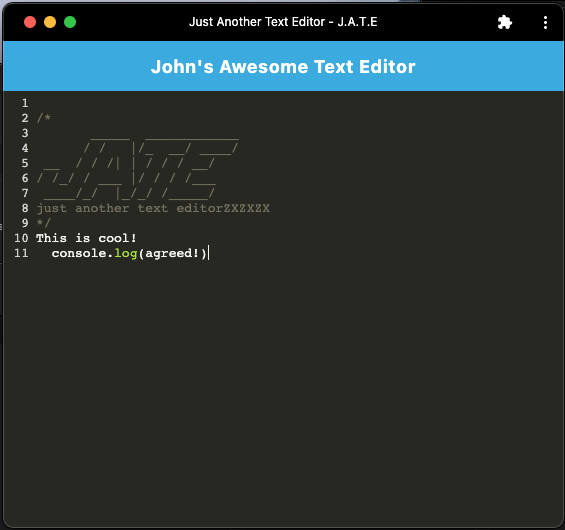 Just Another Text Editor - J.A.T.E
John's Awesome Text Editor
1
2 /*
3        _____  ____________
4       / /   |/_  __/ ____/
5  __  / / /| | / / / __/
6 / /_/ / ___ |/ / / /___
7  ____/_/  |_/_/ /_____/
8 just another text editorZXZXZX
9 */
10 This is cool!
11   console.log(agreed!)